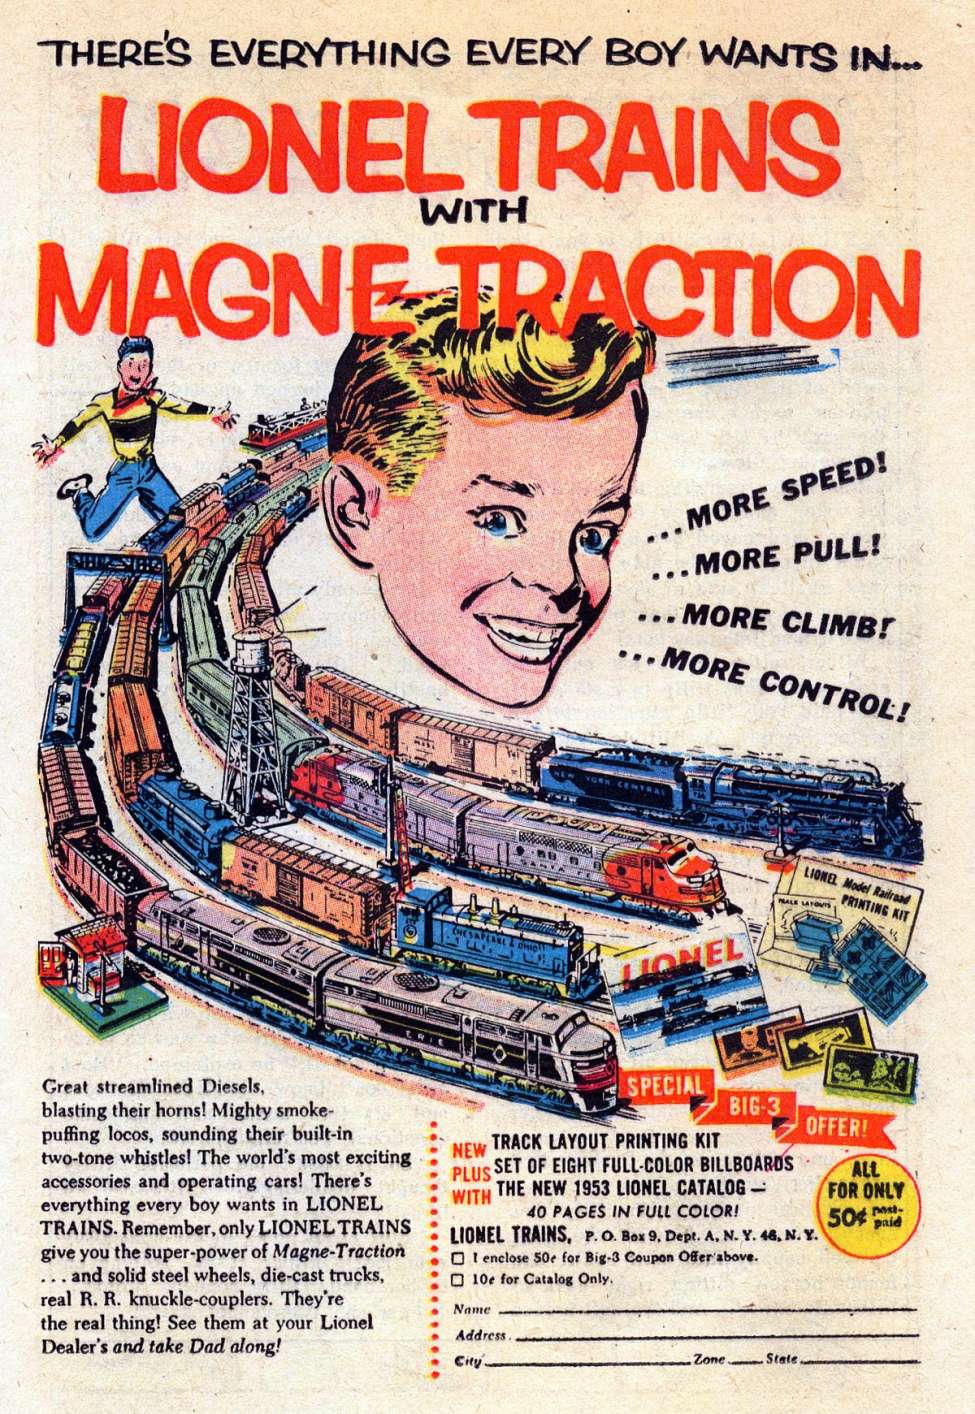 THERE'S EVERYTHING EVERY BOY WANTS IN...
LIONEL TRAINS
WITH
MAGNE-TRACTION
...MORE SPEED!
...MORE PULL!
...MORE CLIMB!
...MORE CONTROL!
CHESAPEAKE & OHIO
ERIE
LIONEL Model Railroad
PRINTING KIT
TRACK LAYOUTS
LIONEL
SPECIAL
BIG-3
OFFER!
Great streamlined Diesels,
blasting their horns! Mighty smoke-
puffing locos, sounding their built-in
two-tone whistles! The world's most exciting
accessories and operating cars! There's
everything every boy wants in LIONEL
TRAINS. Remember, only LIONEL TRAINS
give you the super-power of Magne-Traction
. . . and solid steel wheels, die-cast trucks,
real R. R. knuckle-couplers. They're
the real thing! See them at your Lionel
Dealer's and take Dad along!
NEW TRACK LAYOUT PRINTING KIT
PLUS SET OF EIGHT FULL-COLOR BILLBOARDS
WITH THE NEW 1953 LIONEL CATALOG —
40 PAGES IN FULL COLOR!
ALL
FOR ONLY
50¢ post-
paid
LIONEL TRAINS, P. O. Box 9, Dept. A, N. Y. 46, N. Y.
☐ I enclose 50¢ for Big-3 Coupon Offer above.
☐ 10¢ for Catalog Only.
Name
Address
City Zone State